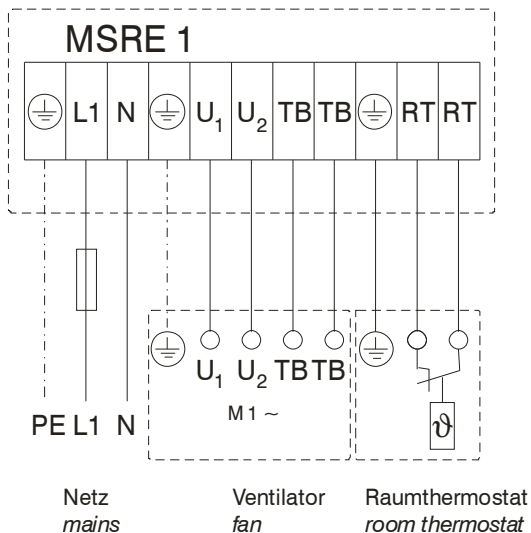 MSRE 1
L1 N U1 U2 TB TB RT RT
U1 U2 TB TB
M 1 ~
ϑ
PE L1 N
Netz Ventilator Raumthermostat
mains fan room thermostat